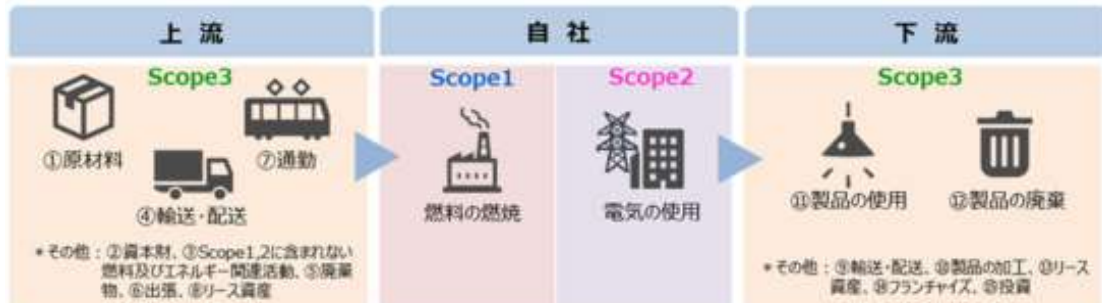 上 流
自 社
下 流
Scope3
Scope1
Scope2
Scope3
①原材料
⑦通勤
④輸送・配送
燃料の燃焼
電気の使用
⑪製品の使用
⑫製品の廃棄
*その他：②資本財、③Scope1,2に含まれない
燃料及びエネルギー関連活動、⑤廃棄
物、⑥出張、⑧リース資産
*その他：⑨輸送・配送、⑩製品の加工、⑬リース
資産、⑭フランチャイズ、⑮投資